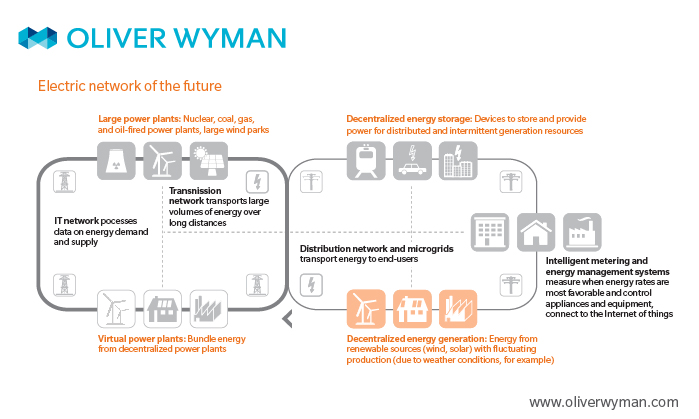 OLIVER WYMAN
Electric network of the future
Large power plants: Nuclear, coal, gas,
and oil-fired power plants, large wind parks
Decentralized energy storage: Devices to store and provide
power for distributed and intermittent generation resources
Transnission
network transports large
volumes of energy over
long distances
IT network pocesses
data on energy demand
and supply
Distribution network and microgrids
transport energy to end-users
Intelligent metering and
energy management systems
measure when energy rates are
most favorable and control
appliances and equipment,
connect to the Internet of things
Virtual power plants: Bundle energy
from decentralized power plants
Decentralized energy generation: Energy from
renewable sources (wind, solar) with fluctuating
production (due to weather conditions, for example)
www.oliverwyman.com